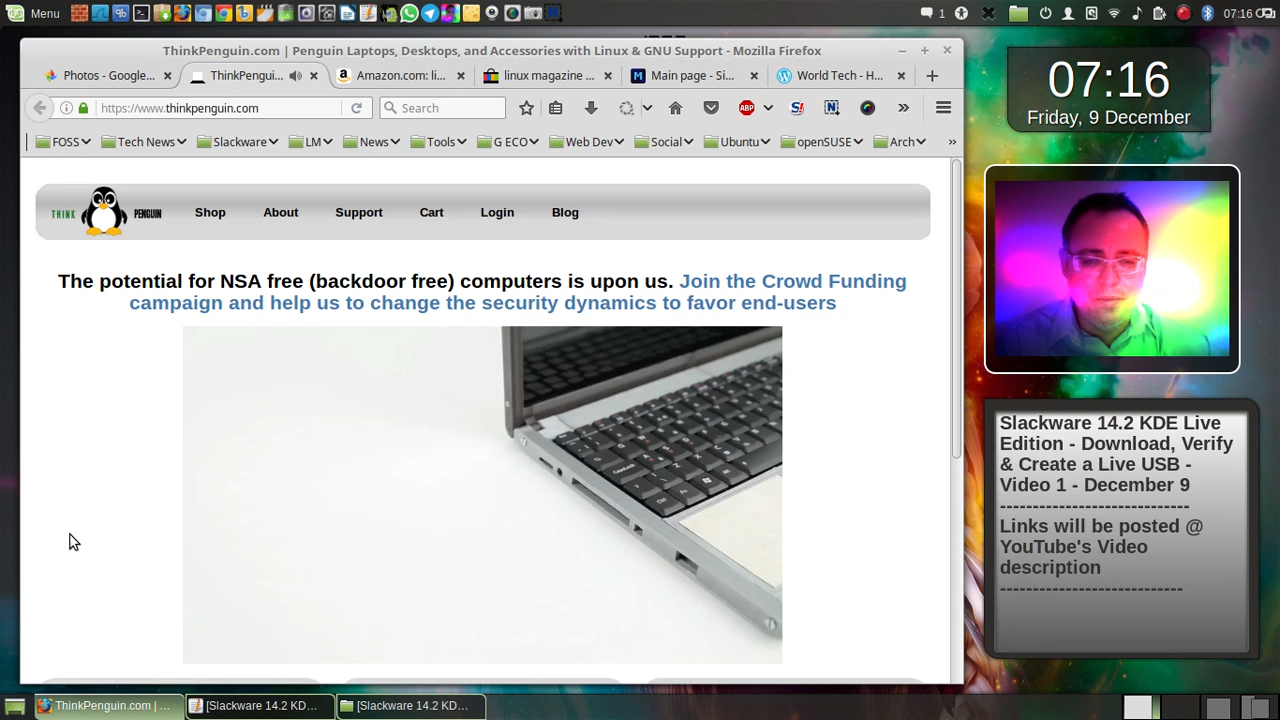 Menu
1
07:16
ThinkPenguin.com | Penguin Laptops, Desktops, and Accessories with Linux & GNU Support - Mozilla Firefox
Photos - Google...
ThinkPengui...
Amazon.com: li...
linux magazine ...
Main page - Si...
World Tech - H...
https://www.thinkpenguin.com
Search
ABP
S!
N
FOSS
Tech News
Slackware
LM
News
Tools
G ECO
Web Dev
Social
Ubuntu
openSUSE
Arch
THINK PENGUIN
Shop
About
Support
Cart
Login
Blog
The potential for NSA free (backdoor free) computers is upon us. Join the Crowd Funding
campaign and help us to change the security dynamics to favor end-users
07:16
Friday, 9 December
Slackware 14.2 KDE Live
Edition - Download, Verify
& Create a Live USB -
Video 1 - December 9
----------------------------
Links will be posted @
YouTube's Video
description
---------------------------
ThinkPenguin.com | ...
[Slackware 14.2 KD...
[Slackware 14.2 KD...